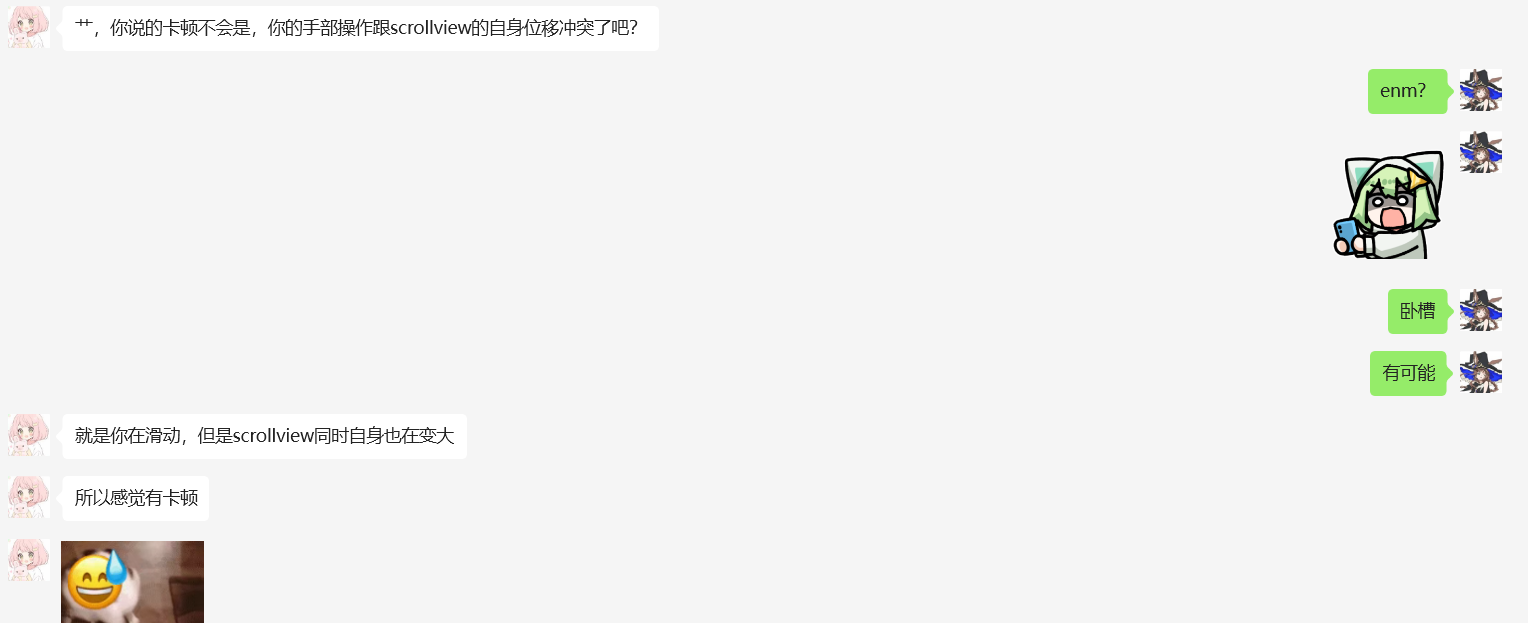 艹，你说的卡顿不会是，你的手部操作跟scrollview的自身位移冲突了吧？
enm？
卧槽
有可能
就是你在滑动，但是scrollview同时自身也在变大
所以感觉有卡顿